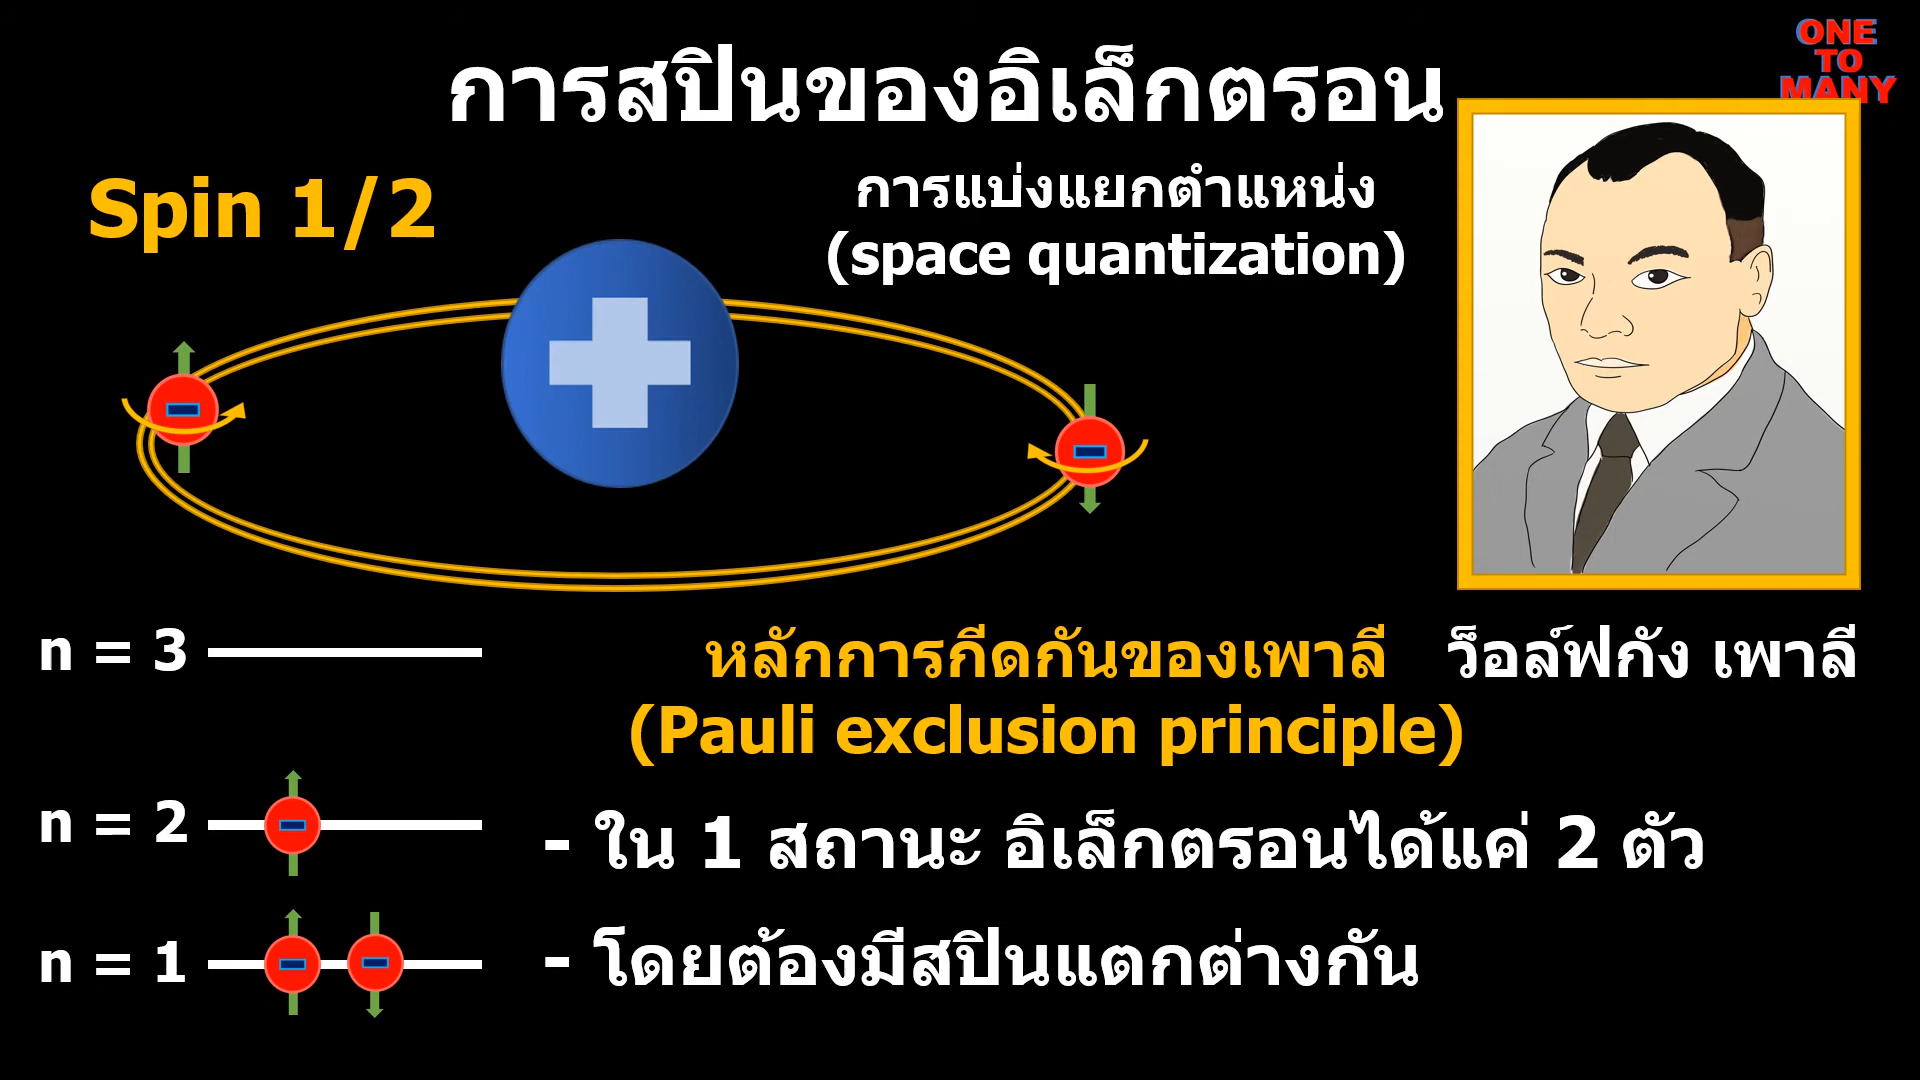 ONE
TO
MANY
การสปินของอิเล็กตรอน
Spin 1/2
การแบ่งแยกตำแหน่ง
(space quantization)
n = 3
หลักการกีดกันของเพาลี
(Pauli exclusion principle)
ว็อล์ฟกัง เพาลี
n = 2
- ใน 1 สถานะ อิเล็กตรอนได้แค่ 2 ตัว
n = 1
- โดยต้องมีสปินแตกต่างกัน